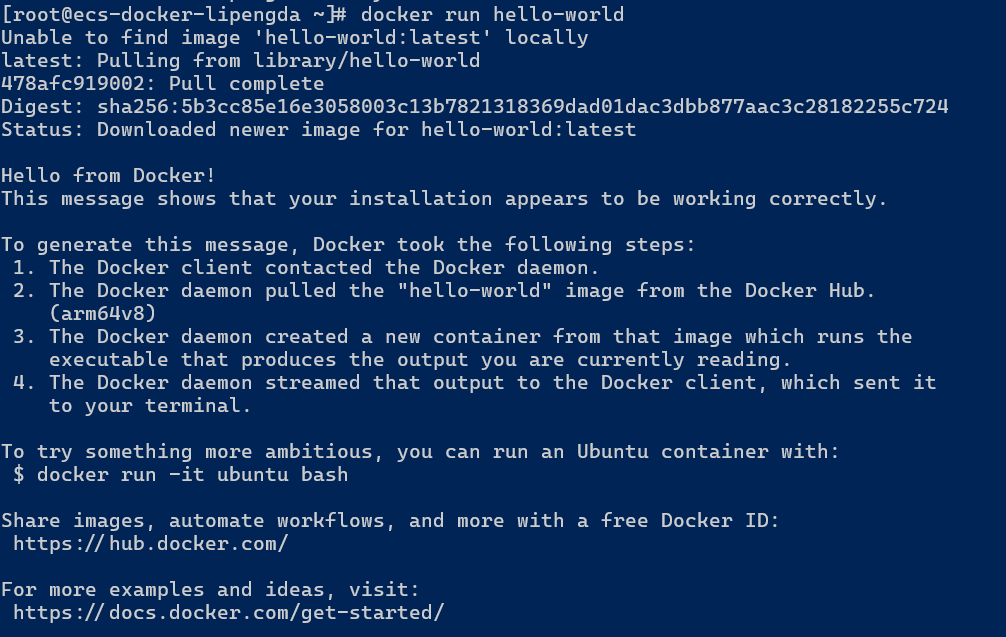 [root@ecs-docker-lipengda ~]# docker run hello-world
Unable to find image 'hello-world:latest' locally
latest: Pulling from library/hello-world
478afc919002: Pull complete
Digest: sha256:5b3cc85e16e3058003c13b7821318369dad01dac3dbb877aac3c28182255c724
Status: Downloaded newer image for hello-world:latest

Hello from Docker!
This message shows that your installation appears to be working correctly.

To generate this message, Docker took the following steps:
 1. The Docker client contacted the Docker daemon.
 2. The Docker daemon pulled the "hello-world" image from the Docker Hub.
    (arm64v8)
 3. The Docker daemon created a new container from that image which runs the
    executable that produces the output you are currently reading.
 4. The Docker daemon streamed that output to the Docker client, which sent it
    to your terminal.

To try something more ambitious, you can run an Ubuntu container with:
 $ docker run -it ubuntu bash

Share images, automate workflows, and more with a free Docker ID:
 https://hub.docker.com/

For more examples and ideas, visit:
 https://docs.docker.com/get-started/